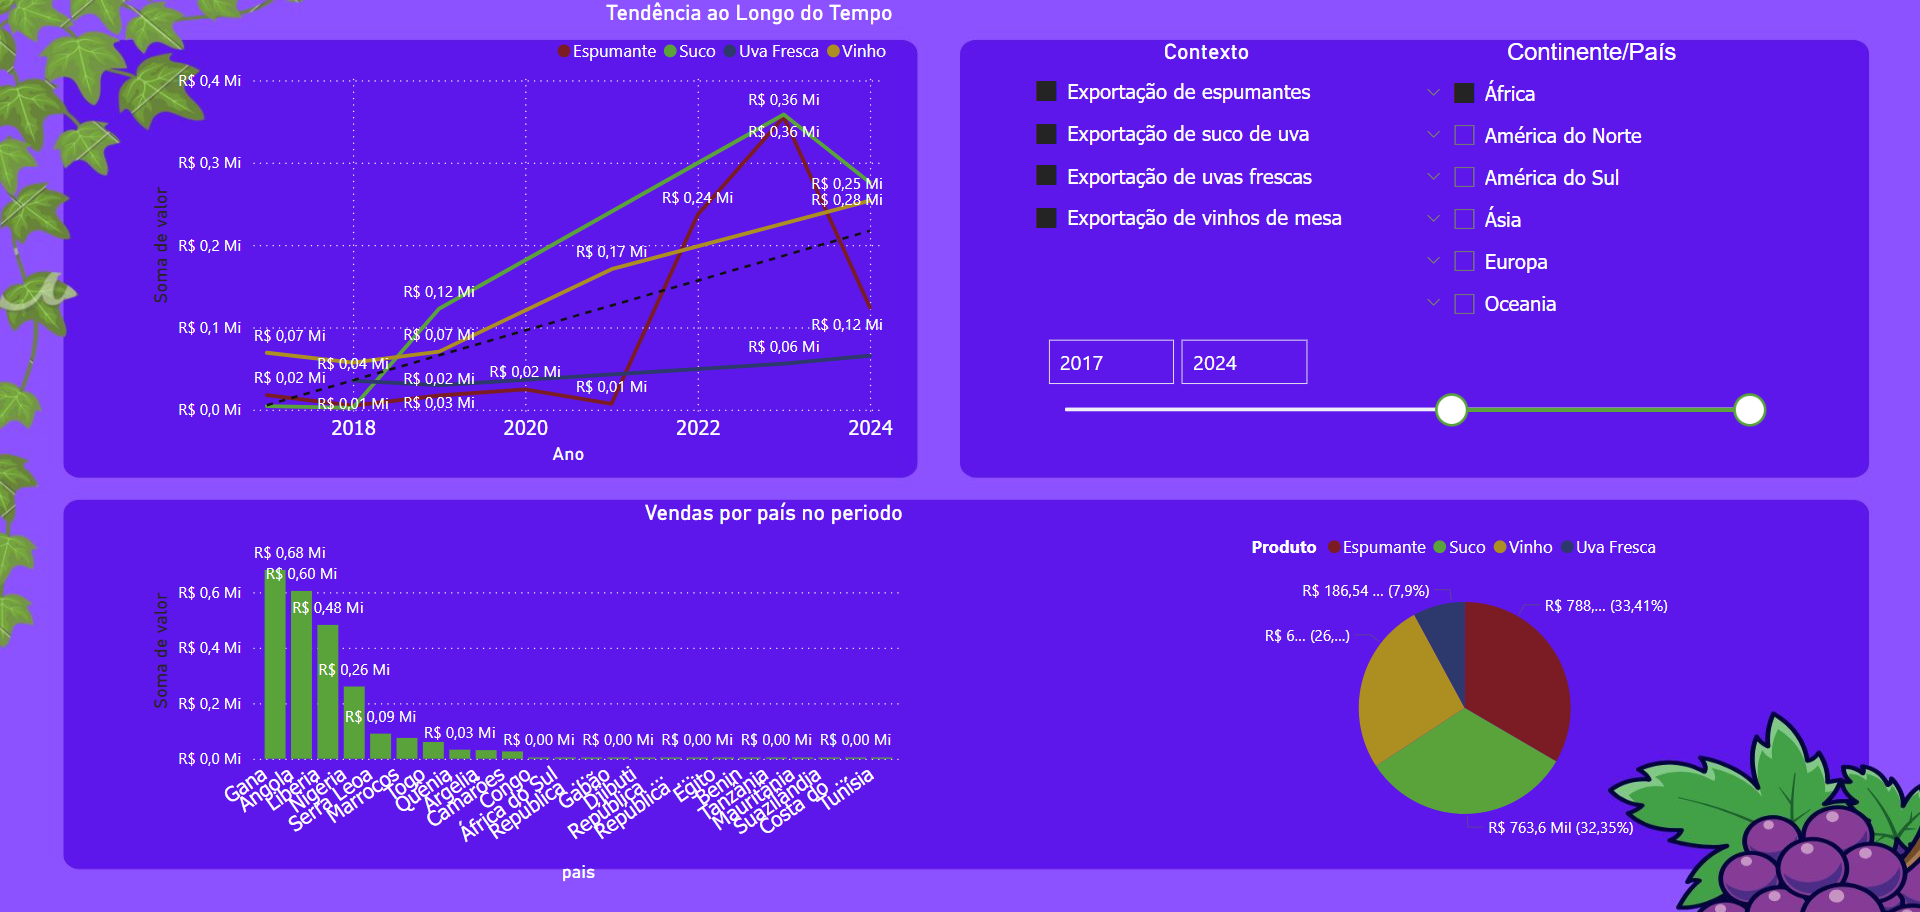 Tendência ao Longo do Tempo
Espumante Suco Uva Fresca Vinho
Soma de valor
R$ 0,4 Mi
R$ 0,3 Mi
R$ 0,2 Mi
R$ 0,1 Mi
R$ 0,0 Mi
R$ 0,36 Mi
R$ 0,36 Mi
R$ 0,24 Mi
R$ 0,25 Mi
R$ 0,28 Mi
R$ 0,17 Mi
R$ 0,12 Mi
R$ 0,12 Mi
R$ 0,07 Mi
R$ 0,07 Mi
R$ 0,06 Mi
R$ 0,04 Mi
R$ 0,02 Mi
R$ 0,02 Mi
R$ 0,02 Mi
R$ 0,01 Mi
R$ 0,01 Mi
R$ 0,03 Mi
2018 2020 2022 2024
Ano
Contexto
Exportação de espumantes
Exportação de suco de uva
Exportação de uvas frescas
Exportação de vinhos de mesa
Continente/País
África
América do Norte
América do Sul
Ásia
Europa
Oceania
2017 2024
Vendas por país no periodo
Soma de valor
R$ 0,6 Mi
R$ 0,4 Mi
R$ 0,2 Mi
R$ 0,0 Mi
R$ 0,68 Mi
R$ 0,60 Mi
R$ 0,48 Mi
R$ 0,26 Mi
R$ 0,09 Mi
R$ 0,03 Mi
R$ 0,00 Mi
R$ 0,00 Mi
R$ 0,00 Mi
R$ 0,00 Mi
R$ 0,00 Mi
Gana
Angola
Libéria
Nigéria
Serra Leoa
Marrocos
Togo
Quênia
Argélia
Camarões
Congo
África do Sul
República ...
Gabão
Djibuti
República ...
República...
Egito
Benin
Tanzânia
Mauritânia
Suazilândia
Costa do ...
Tunísia
pais
Produto Espumante Suco Vinho Uva Fresca
R$ 186,54 ... (7,9%)
R$ 788,... (33,41%)
R$ 6... (26,...)
R$ 763,6 Mil (32,35%)